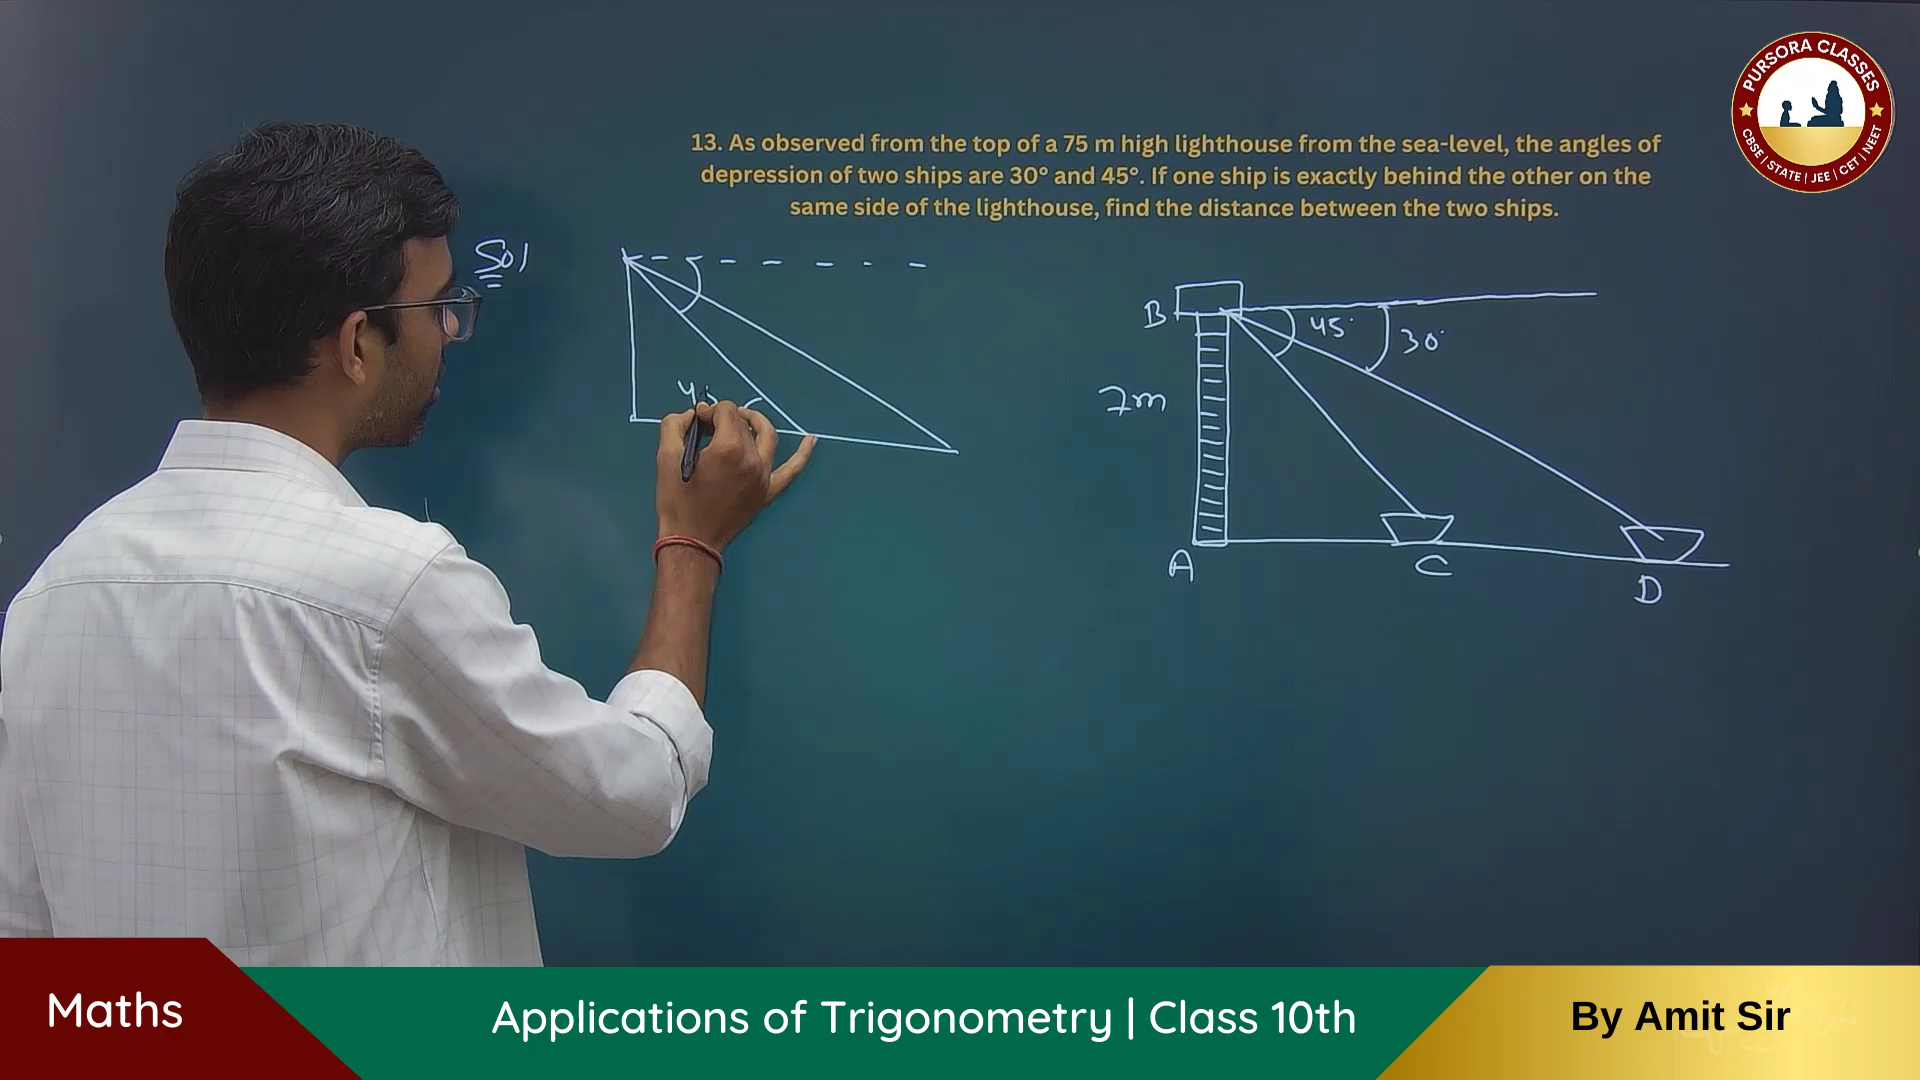 PURSORA CLASSES
CBSE | STATE | JEE | CET | NEET
13. As observed from the top of a 75 m high lighthouse from the sea-level, the angles of
depression of two ships are 30° and 45°. If one ship is exactly behind the other on the
same side of the lighthouse, find the distance between the two ships.
Sol
B
45°
30°
7m
A
C
D
Maths
Applications of Trigonometry | Class 10th
By Amit Sir